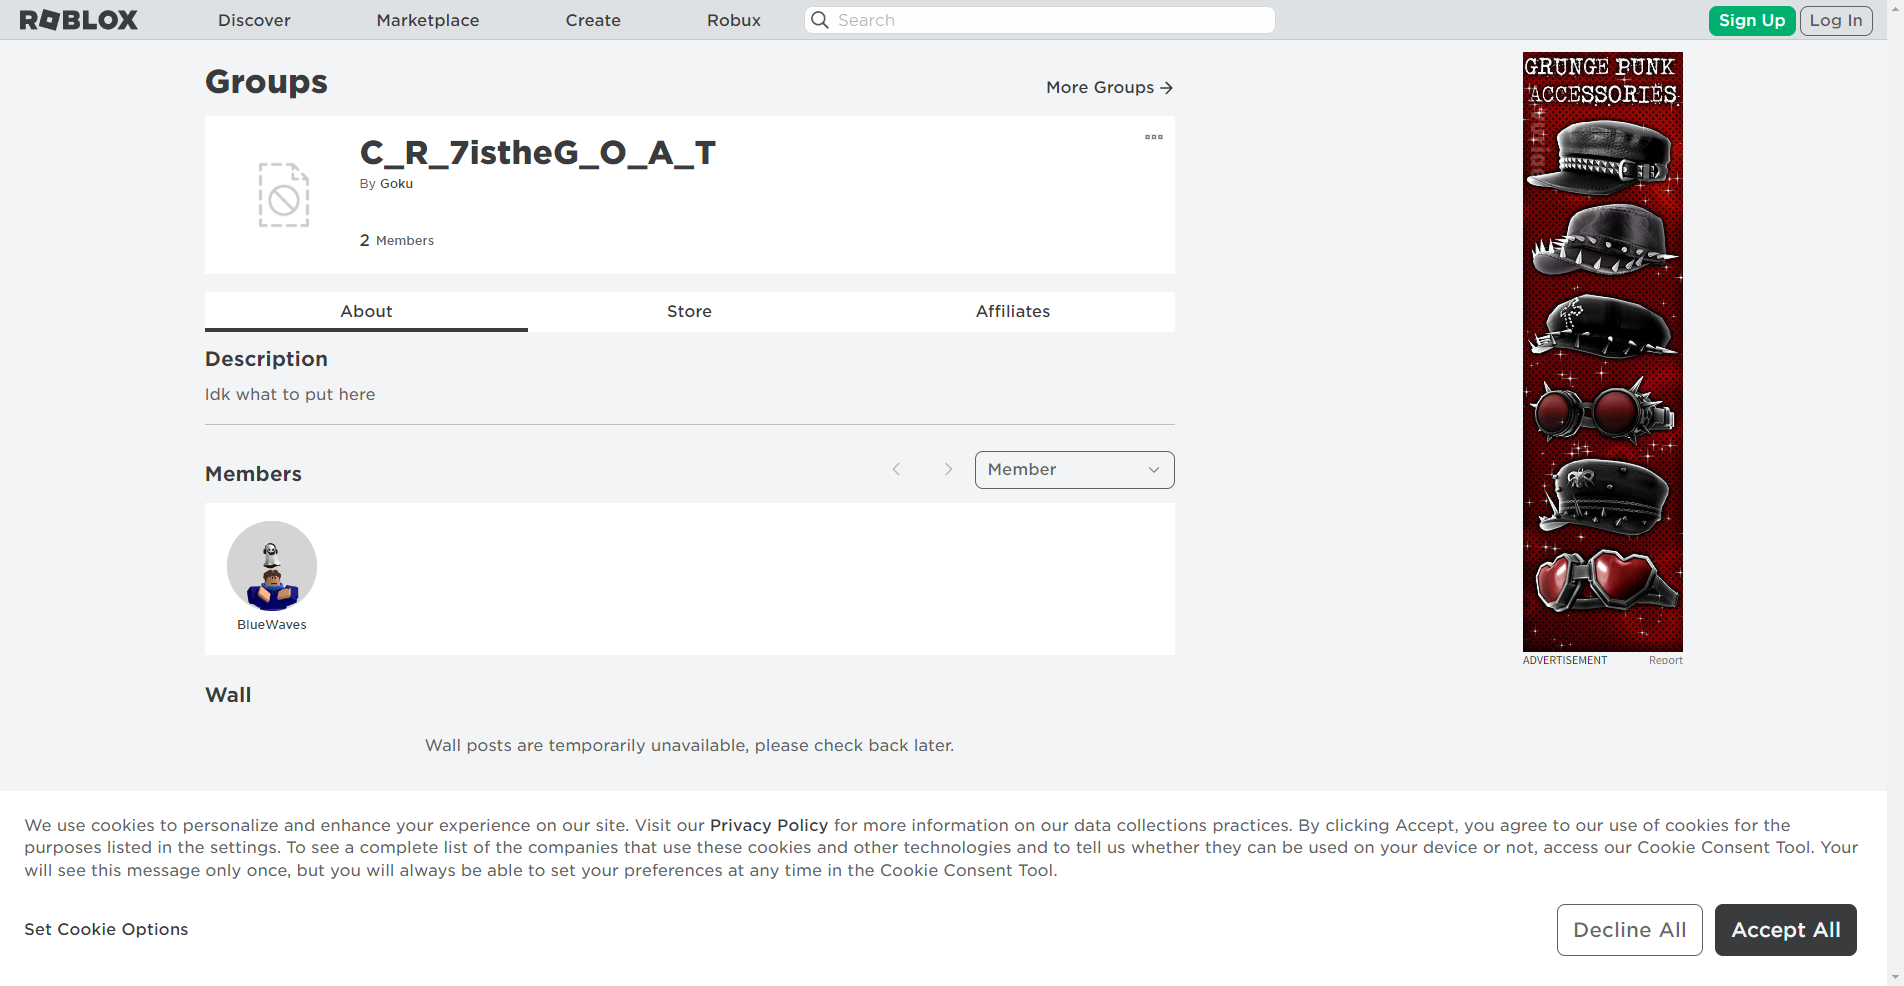 ROBLOX
Discover
Marketplace
Create
Robux
Search
Sign Up
Log In
Groups
More Groups
C_R_7istheG_O_A_T
By Goku
2 Members
About
Store
Affiliates
Description
Idk what to put here
Members
Member
BlueWaves
Wall
Wall posts are temporarily unavailable, please check back later.
GRUNGE PUNK
ACCESSORIES
ADVERTISEMENT
Report
We use cookies to personalize and enhance your experience on our site. Visit our Privacy Policy for more information on our data collections practices. By clicking Accept, you agree to our use of cookies for the
purposes listed in the settings. To see a complete list of the companies that use these cookies and other technologies and to tell us whether they can be used on your device or not, access our Cookie Consent Tool. Your
will see this message only once, but you will always be able to set your preferences at any time in the Cookie Consent Tool.
Set Cookie Options
Decline All
Accept All